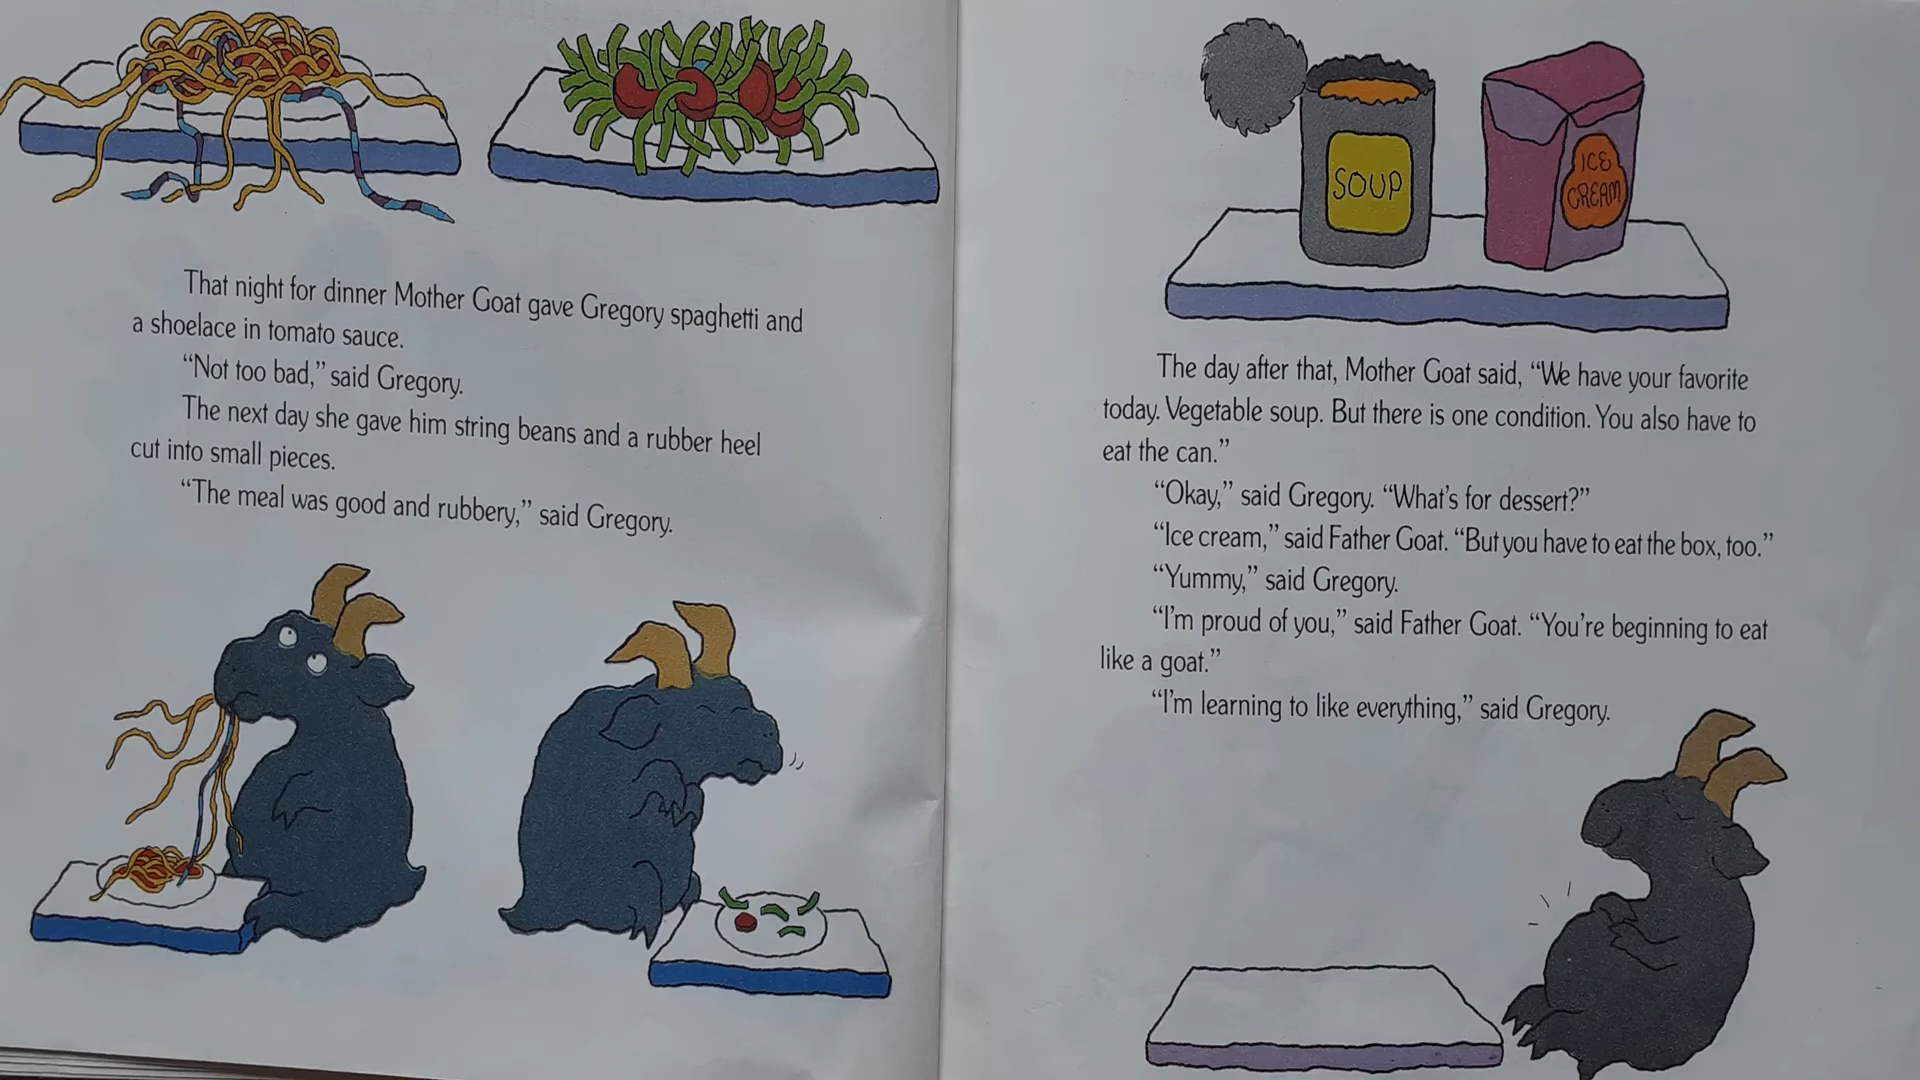 That night for dinner Mother Goat gave Gregory spaghetti and
a shoelace in tomato sauce.
“Not too bad,” said Gregory.
The next day she gave him string beans and a rubber heel
cut into small pieces.
“The meal was good and rubbery,” said Gregory.
SOUP
ICE
CREAM
The day after that, Mother Goat said, “We have your favorite
today. Vegetable soup. But there is one condition. You also have to
eat the can.”
“Okay,” said Gregory. “What’s for dessert?”
“Ice cream,” said Father Goat. “But you have to eat the box, too.”
“Yummy,” said Gregory.
“I’m proud of you,” said Father Goat. “You’re beginning to eat
like a goat.”
“I’m learning to like everything,” said Gregory.